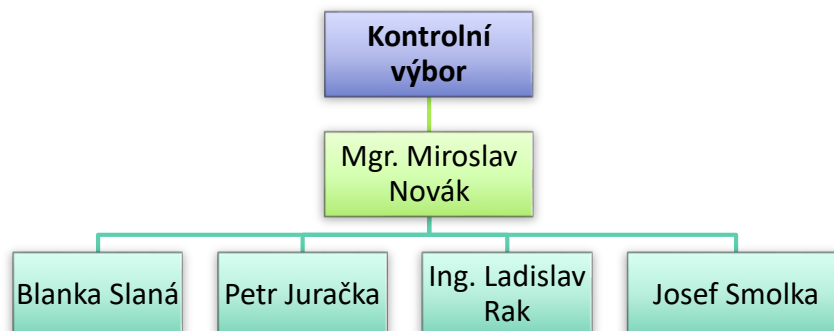 Kontrolní
výbor
Mgr. Miroslav
Novák
Blanka Slaná
Petr Juračka
Ing. Ladislav
Rak
Josef Smolka